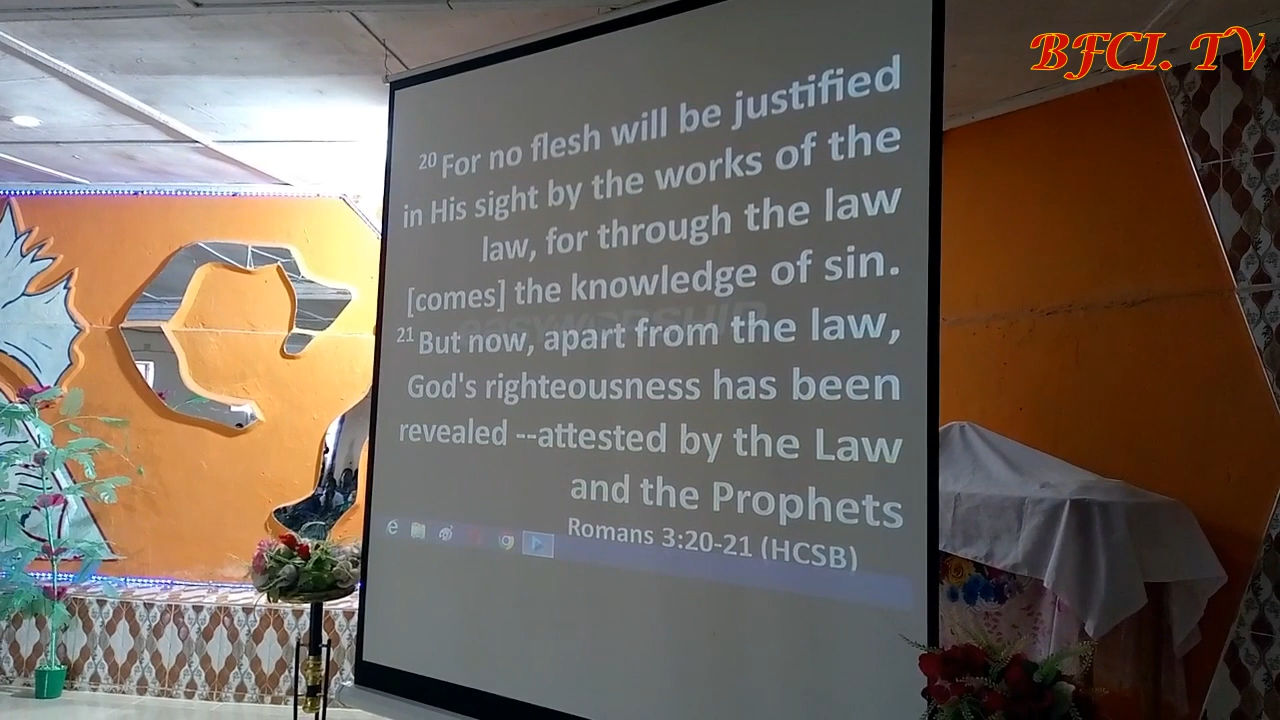 BFCI. TV
20 For no flesh will be justified
in His sight by the works of the
law, for through the law
[comes] the knowledge of sin.
21 But now, apart from the law,
God's righteousness has been
revealed --attested by the Law
and the Prophets
Romans 3:20-21 (HCSB)